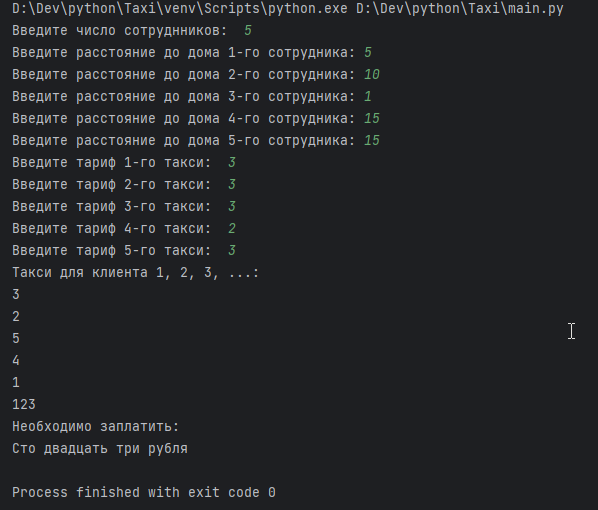 D:\Dev\python\Taxi\venv\Scripts\python.exe D:\Dev\python\Taxi\main.py
Введите число сотруднников:  5
Введите расстояние до дома 1-го сотрудника: 5
Введите расстояние до дома 2-го сотрудника: 10
Введите расстояние до дома 3-го сотрудника: 1
Введите расстояние до дома 4-го сотрудника: 15
Введите расстояние до дома 5-го сотрудника: 15
Введите тариф 1-го такси:  3
Введите тариф 2-го такси:  3
Введите тариф 3-го такси:  3
Введите тариф 4-го такси:  2
Введите тариф 5-го такси:  3
Такси для клиента 1, 2, 3, ...:
3
2
5
4
1
123
Необходимо заплатить:
Сто двадцать три рубля
Process finished with exit code 0